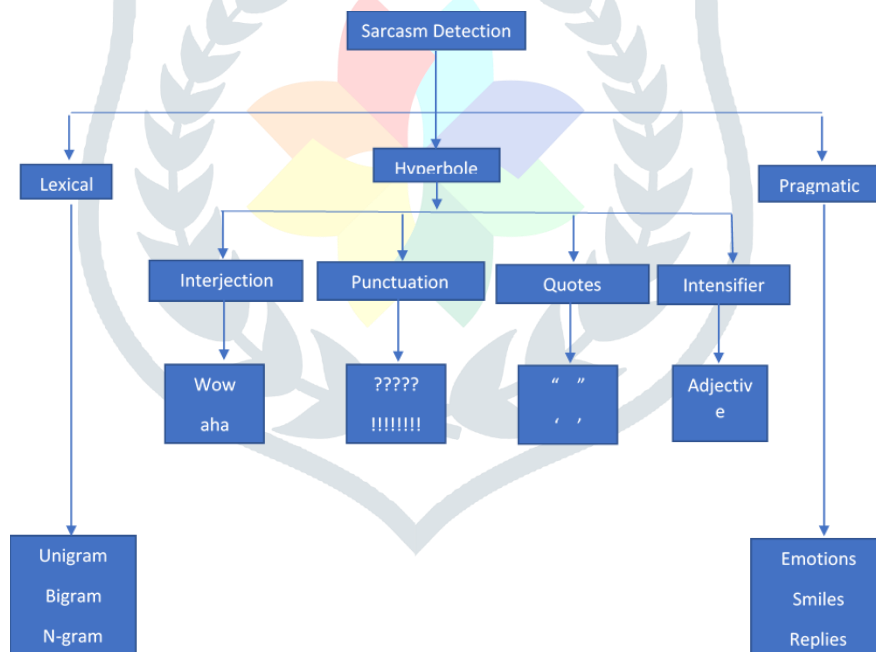 Sarcasm Detection
Lexical
Hyperbole
Pragmatic
Interjection
Punctuation
Quotes
Intensifier
Wow
aha
?????
!!!!!!!!
“ ”
‘ ’
Adjectiv
e
Unigram
Bigram
N-gram
Emotions
Smiles
Replies